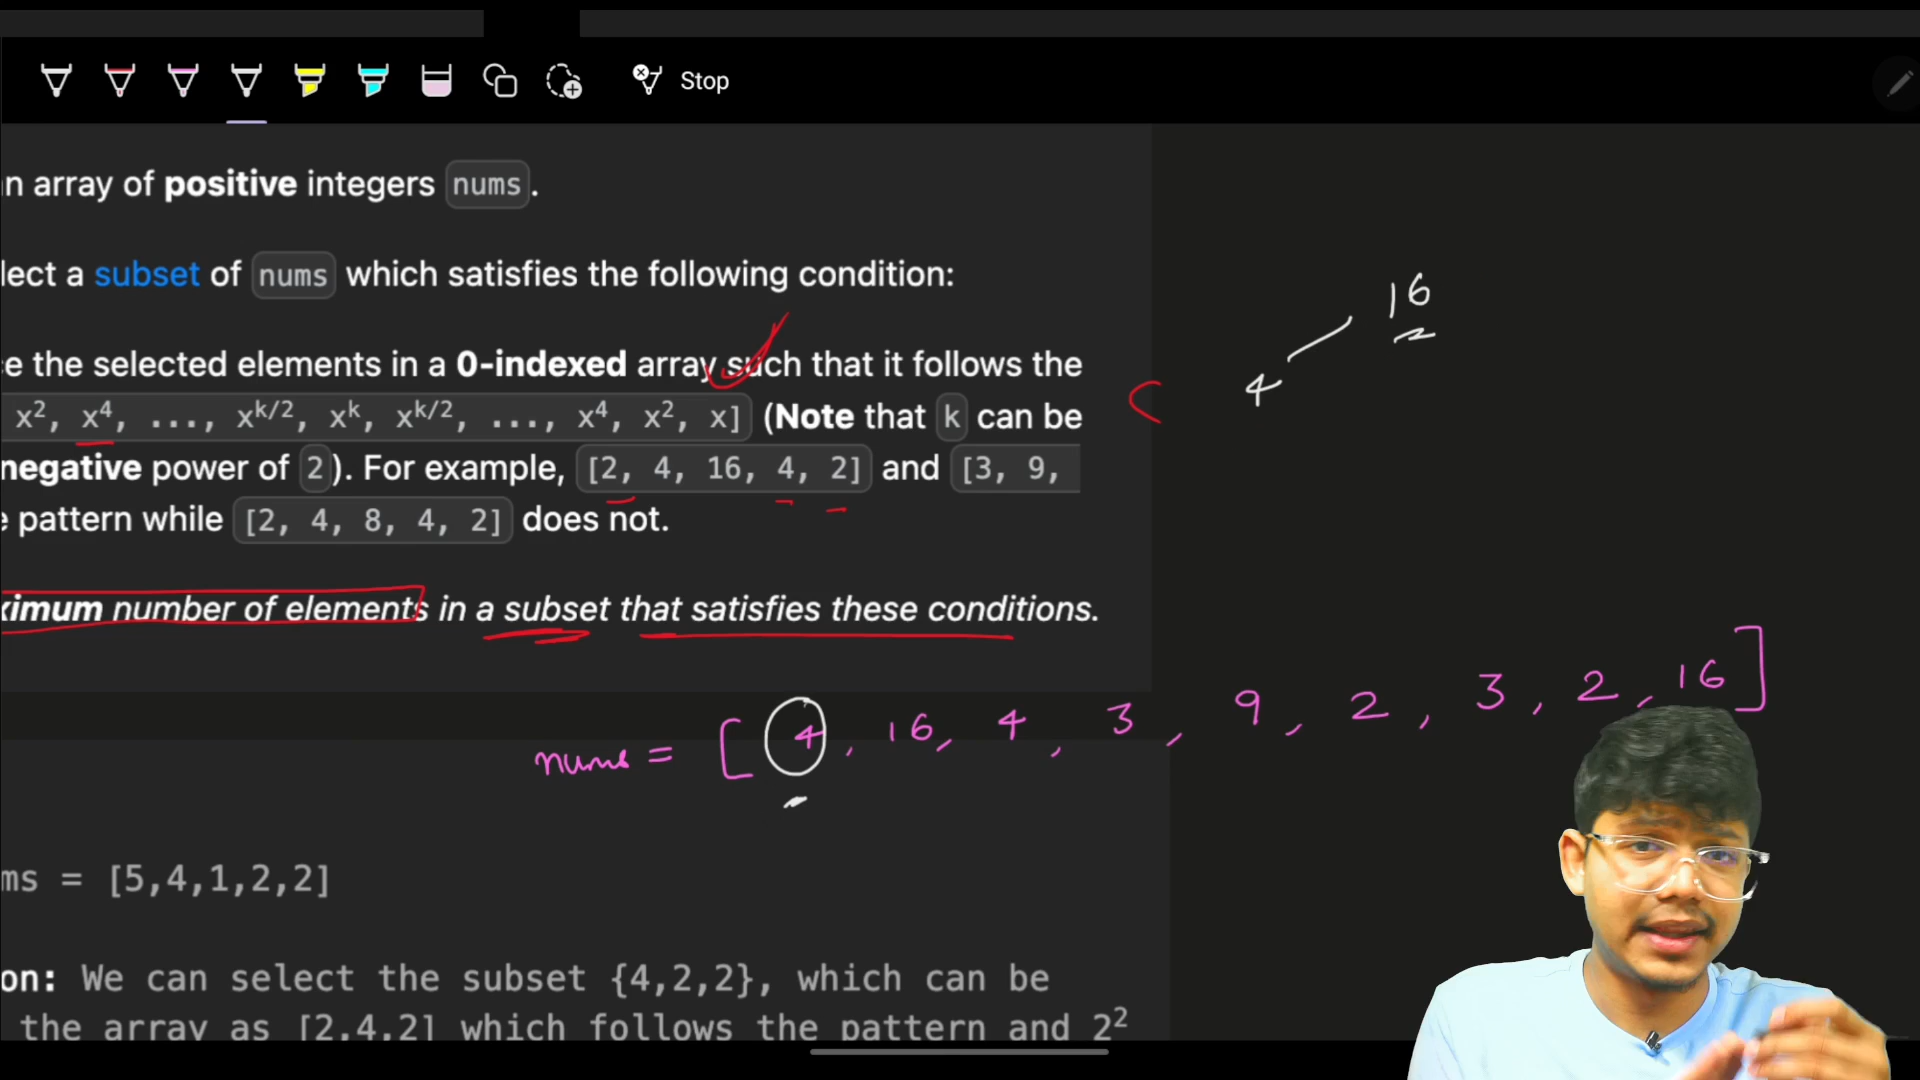 Stop
n array of positive integers nums.
lect a subset of nums which satisfies the following condition:
e the selected elements in a 0-indexed array such that it follows the
x², x⁴, ..., xᵏ/², xᵏ, xᵏ/², ..., x⁴, x², x] (Note that k can be
negative power of 2). For example, [2, 4, 16, 4, 2] and [3, 9,
e pattern while [2, 4, 8, 4, 2] does not.
ximum number of elements in a subset that satisfies these conditions.
16
4
nums = [ 4, 16, 4, 3, 9, 2, 3, 2, 16 ]
ms = [5,4,1,2,2]
on: We can select the subset {4,2,2}, which can be
the array as [2,4,2] which follows the pattern and 2²